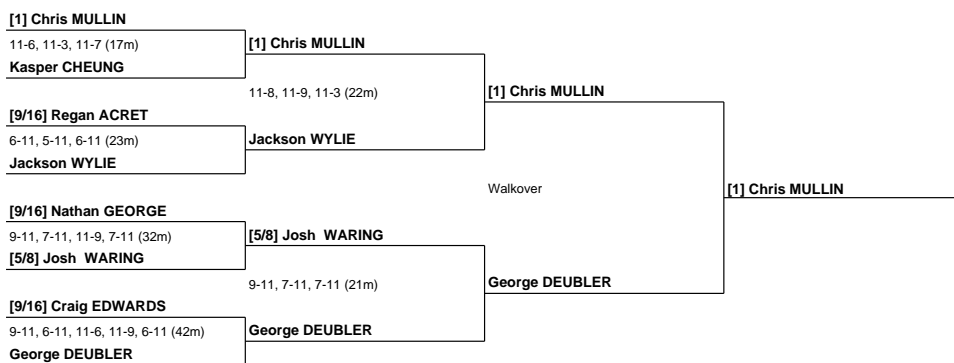 [1] Chris MULLIN
11-6, 11-3, 11-7 (17m)
Kasper CHEUNG
[1] Chris MULLIN
11-8, 11-9, 11-3 (22m)
[9/16] Regan ACRET
6-11, 5-11, 6-11 (23m)
Jackson WYLIE
Jackson WYLIE
[1] Chris MULLIN
Walkover
[1] Chris MULLIN
[9/16] Nathan GEORGE
9-11, 7-11, 11-9, 7-11 (32m)
[5/8] Josh  WARING
[5/8] Josh  WARING
9-11, 7-11, 7-11 (21m)
George DEUBLER
[9/16] Craig EDWARDS
9-11, 6-11, 11-6, 11-9, 6-11 (42m)
George DEUBLER
George DEUBLER